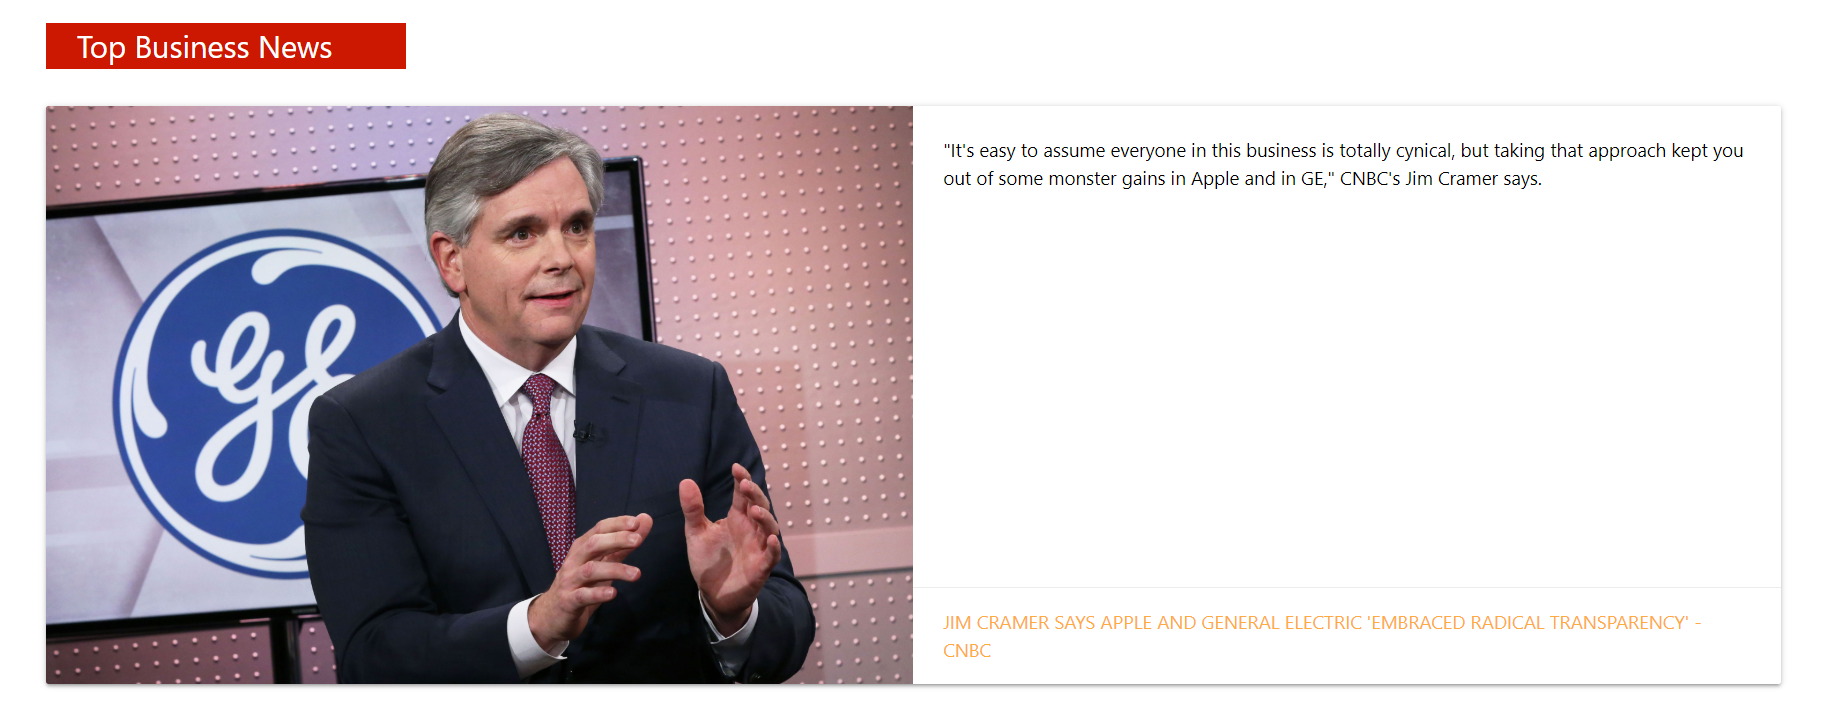 Top Business News
GE
"It's easy to assume everyone in this business is totally cynical, but taking that approach kept you
out of some monster gains in Apple and in GE," CNBC's Jim Cramer says.
JIM CRAMER SAYS APPLE AND GENERAL ELECTRIC 'EMBRACED RADICAL TRANSPARENCY' -
CNBC